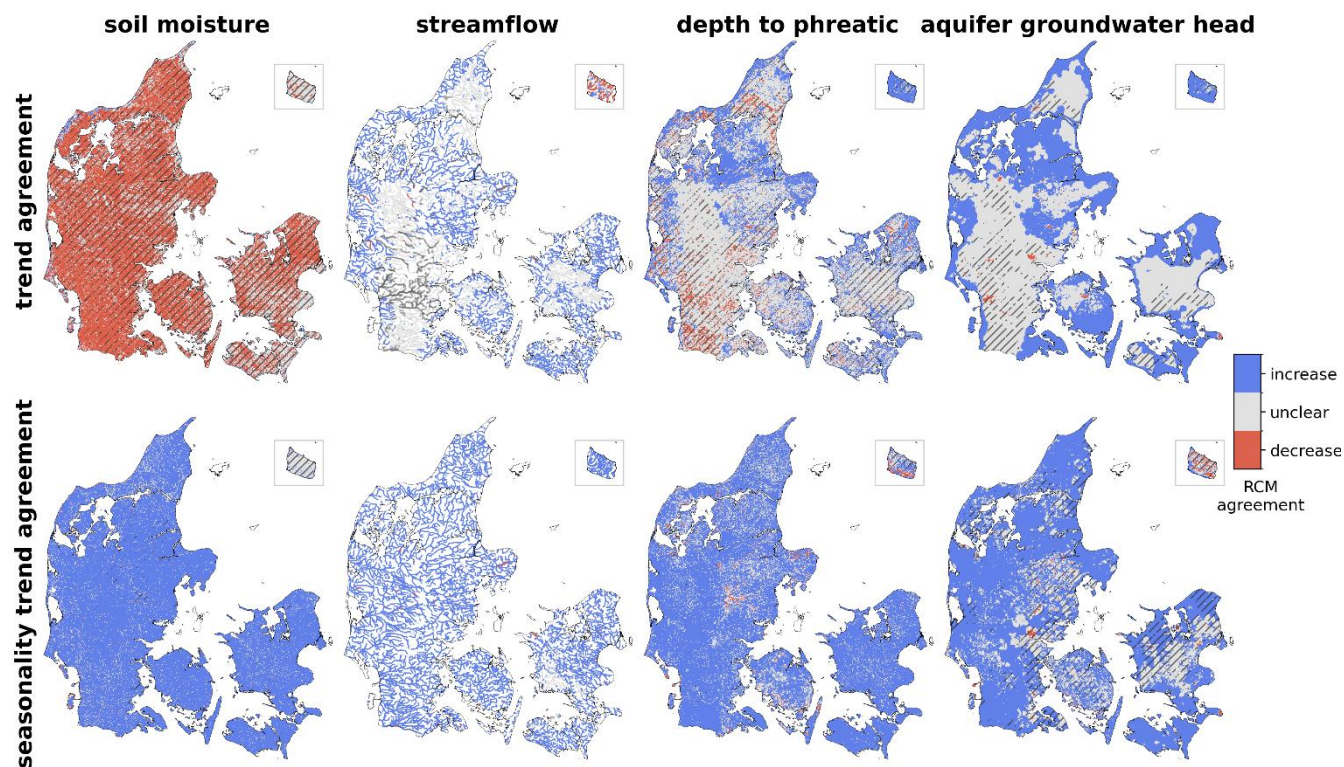 soil moisture
streamflow
depth to phreatic
aquifer groundwater head
trend agreement
increase
unclear
decrease
RCM
agreement
seasonality trend agreement